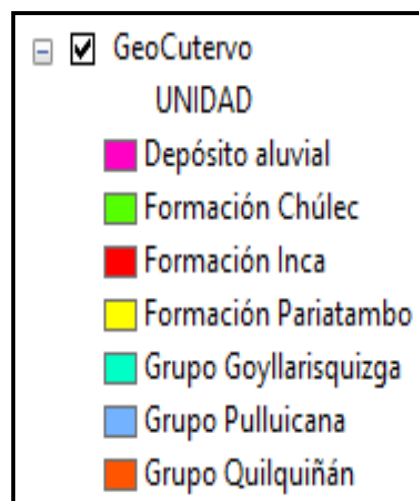 GeoCutervo
UNIDAD
Depósito aluvial
Formación Chúlec
Formación Inca
Formación Pariatambo
Grupo Goyllarisquizga
Grupo Pulluicana
Grupo Quilquiñán